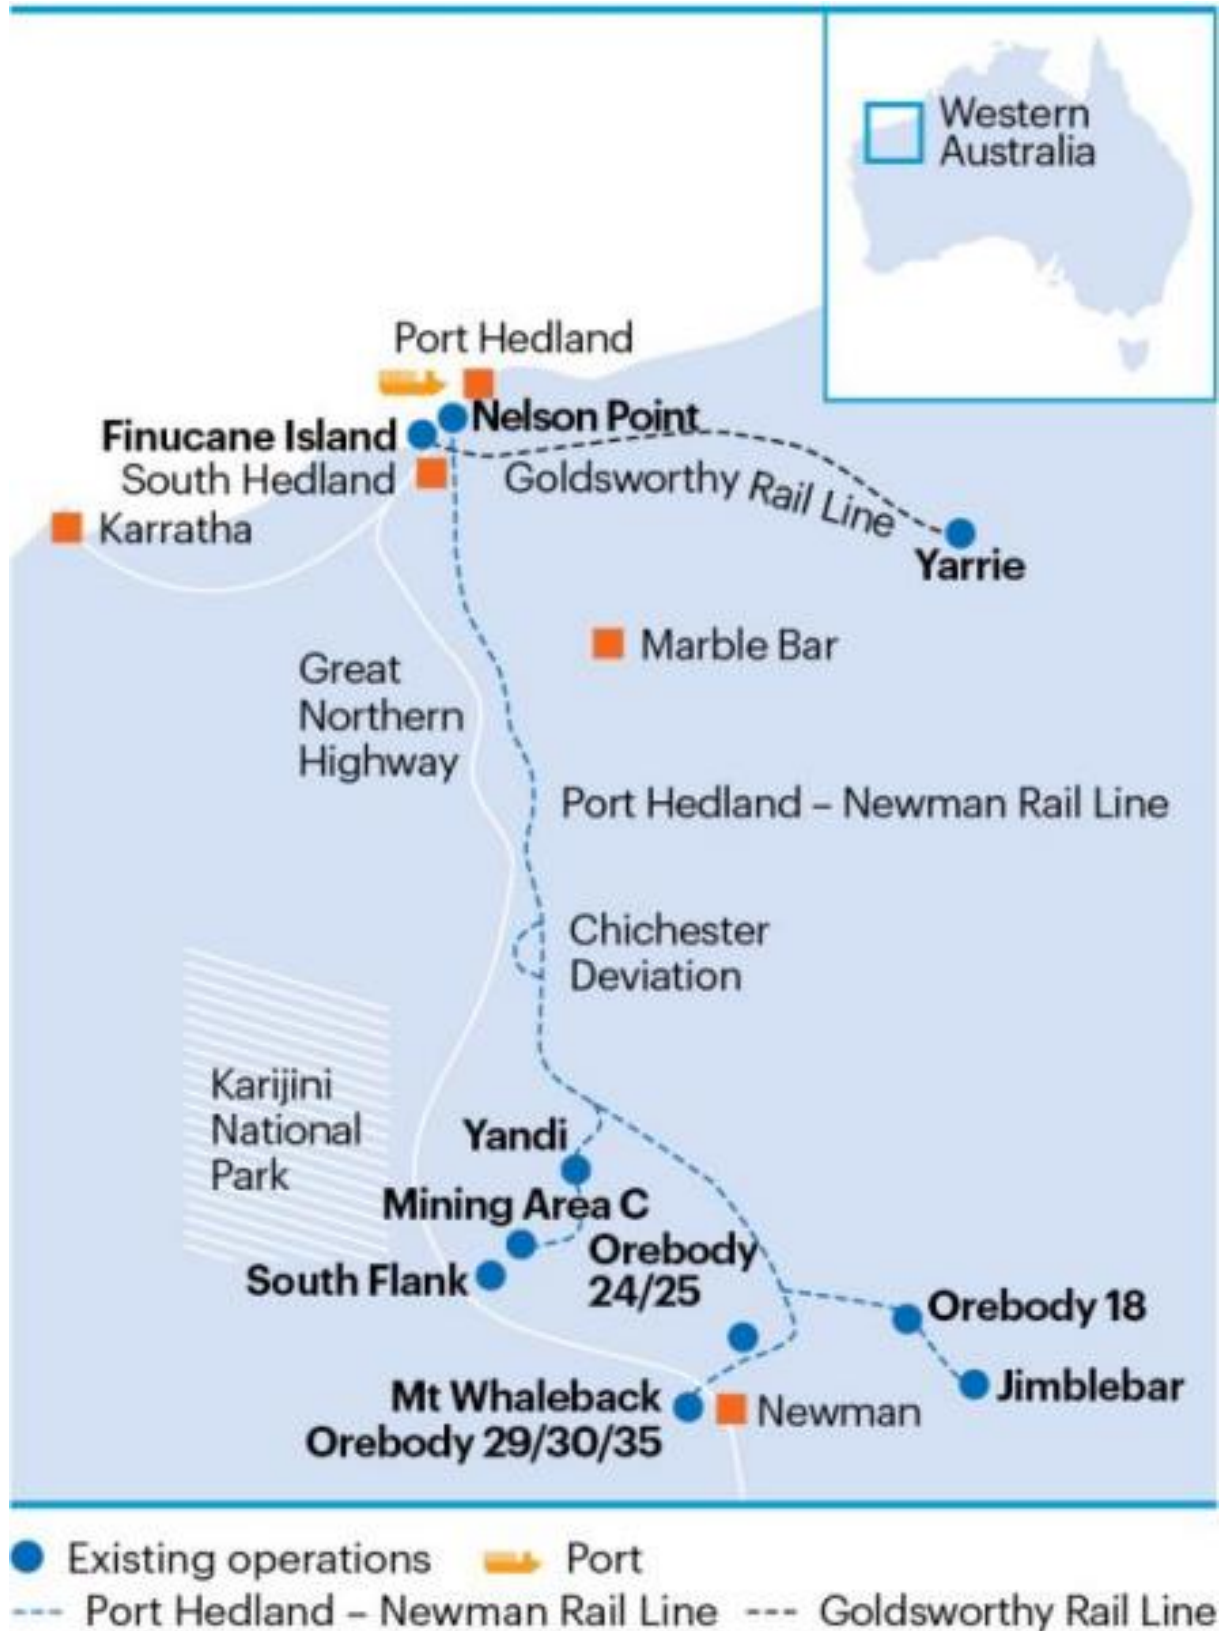 Western
Australia
Port Hedland
Nelson Point
Finucane Island
South Hedland
Goldsworthy Rail Line
Karratha
Yarrie
Marble Bar
Great
Northern
Highway
Port Hedland – Newman Rail Line
Chichester
Deviation
Karijini
National
Park
Yandi
Mining Area C
Orebody
24/25
South Flank
Orebody 18
Jimblebar
Mt Whaleback
Orebody 29/30/35
Newman
Existing operations
Port
Port Hedland – Newman Rail Line
Goldsworthy Rail Line